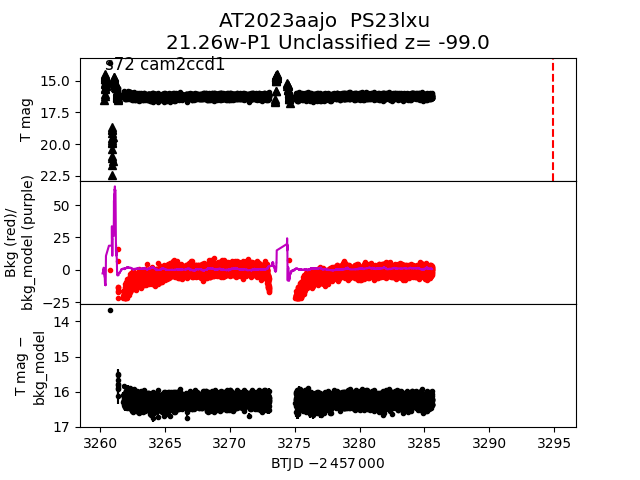 AT2023aajo  PS23lxu
21.26w-P1 Unclassified z= -99.0
s72 cam2ccd1
T mag
15.0
17.5
20.0
22.5
Bkg (red)/
bkg_model (purple)
50
25
0
−25
T mag −
bkg_model
14
15
16
17
3260 3265 3270 3275 3280 3285 3290 3295
BTJD −2 457 000